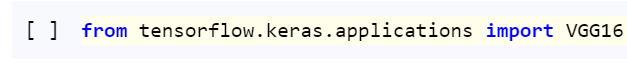 [ ] from tensorflow.keras.applications import VGG16